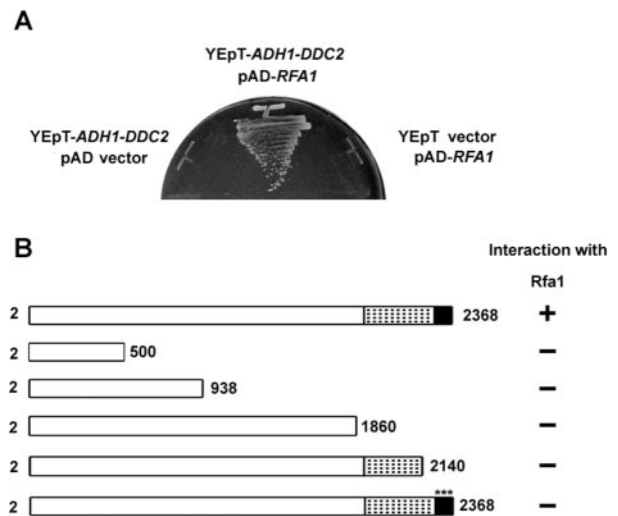 A
YEpT-ADH1-DDC2
pAD-RFA1
YEpT-ADH1-DDC2
pAD vector
YEpT vector
pAD-RFA1
B
Interaction with
Rfa1
2 2368 +
2 500 −
2 938 −
2 1860 −
2 2140 −
***
2 2368 −